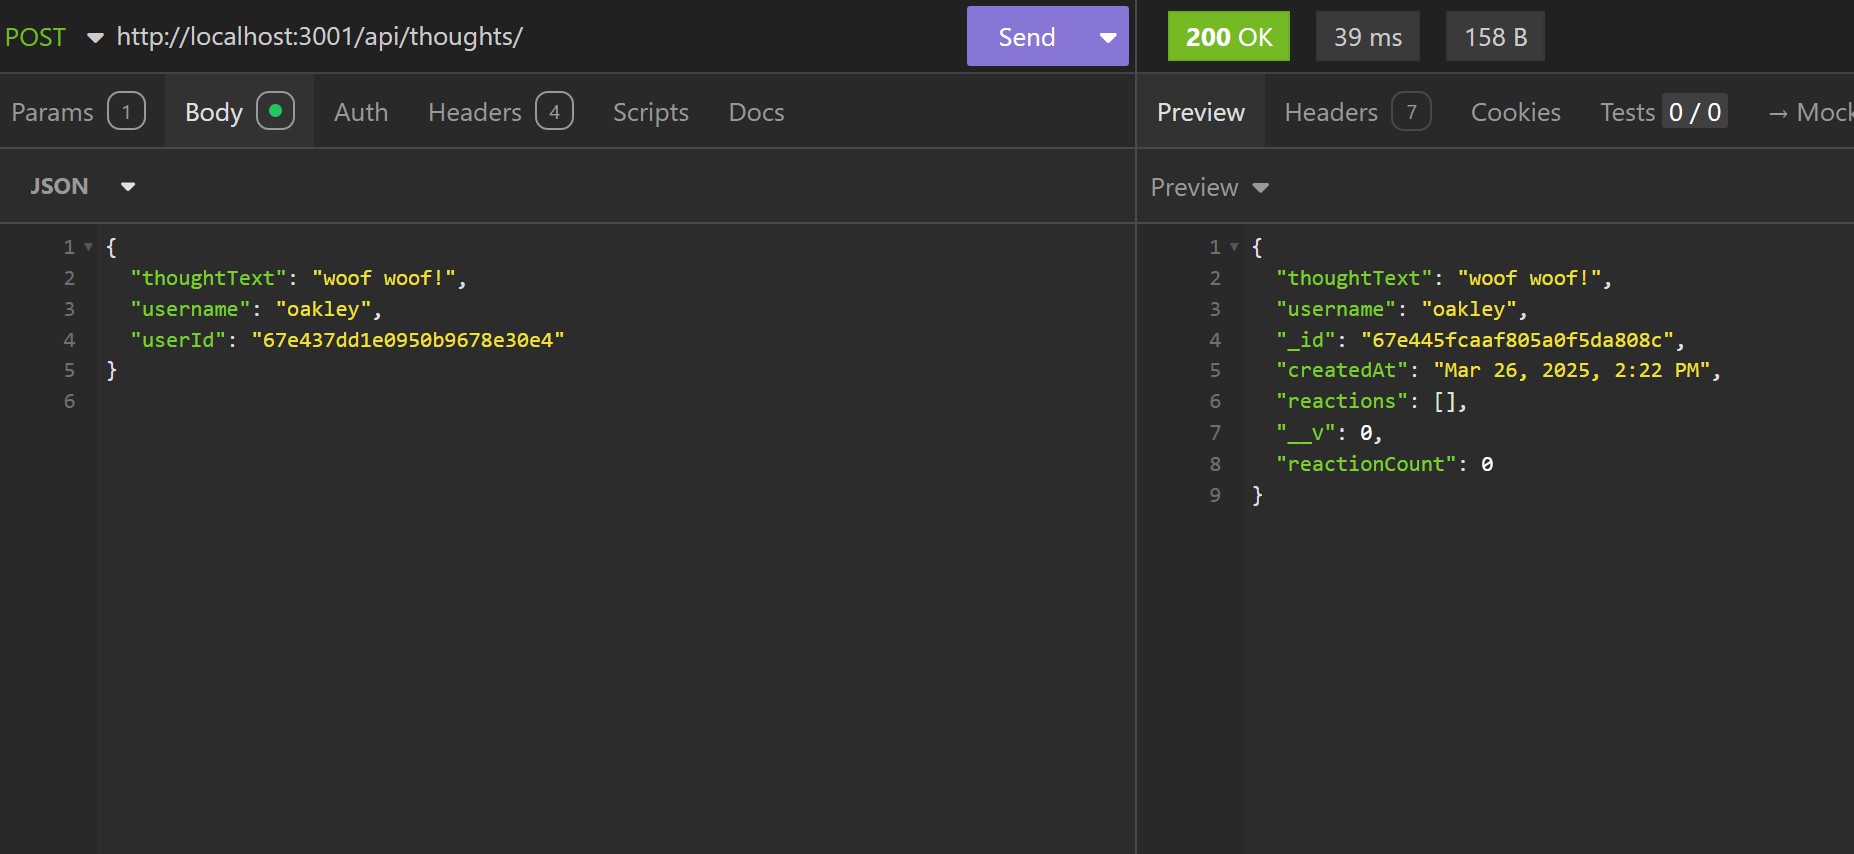 POST http://localhost:3001/api/thoughts/ Send 200 OK 39 ms 158 B
Params 1 Body Auth Headers 4 Scripts Docs Preview Headers 7 Cookies Tests 0 / 0 → Mock
JSON
1 {
2 "thoughtText": "woof woof!",
3 "username": "oakley",
4 "userId": "67e437dd1e0950b9678e30e4"
5 }
6
Preview
1 {
2 "thoughtText": "woof woof!",
3 "username": "oakley",
4 "_id": "67e445fcaaf805a0f5da808c",
5 "createdAt": "Mar 26, 2025, 2:22 PM",
6 "reactions": [],
7 "__v": 0,
8 "reactionCount": 0
9 }